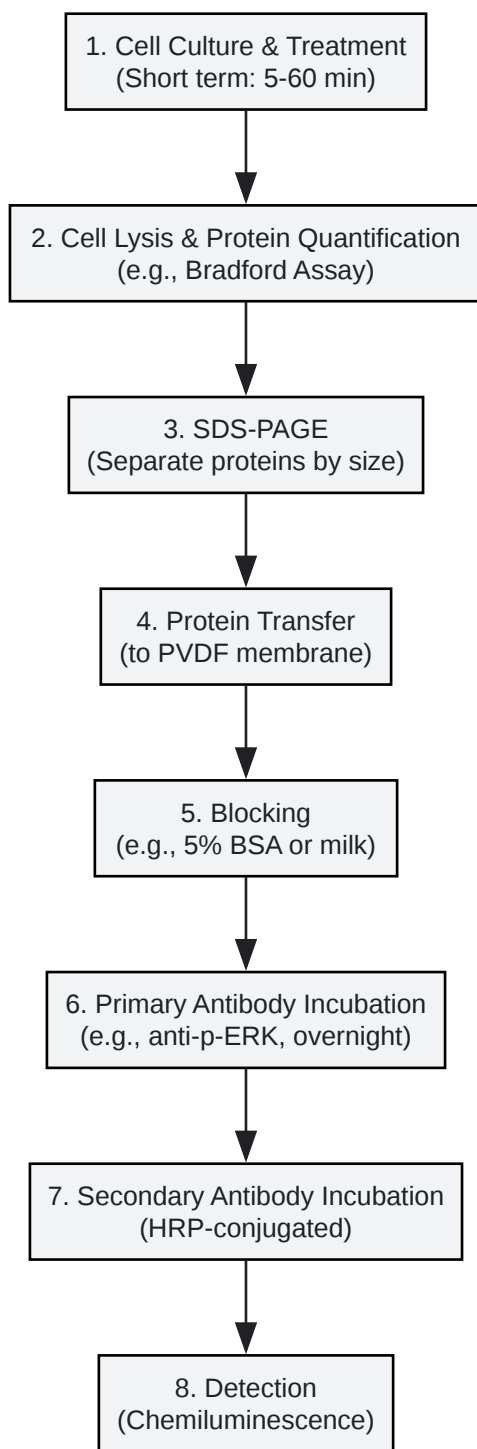 1. Cell Culture & Treatment
(Short term: 5-60 min)
2. Cell Lysis & Protein Quantification
(e.g., Bradford Assay)
3. SDS-PAGE
(Separate proteins by size)
4. Protein Transfer
(to PVDF membrane)
5. Blocking
(e.g., 5% BSA or milk)
6. Primary Antibody Incubation
(e.g., anti-p-ERK, overnight)
7. Secondary Antibody Incubation
(HRP-conjugated)
8. Detection
(Chemiluminescence)